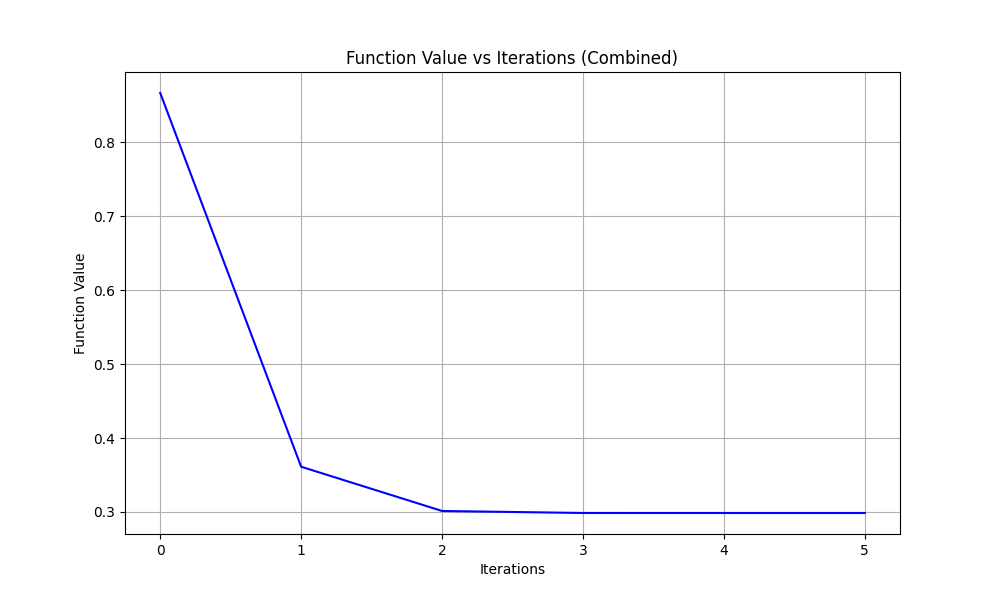 Function Value vs Iterations (Combined)
Function Value
0.8
0.7
0.6
0.5
0.4
0.3
0 1 2 3 4 5
Iterations